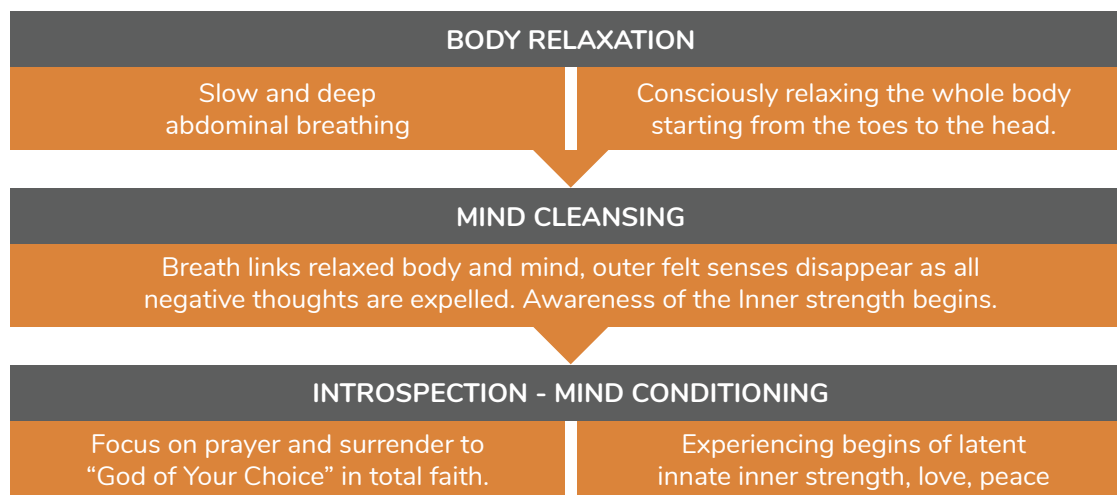 BODY RELAXATION
Slow and deep
abdominal breathing
Consciously relaxing the whole body
starting from the toes to the head.
MIND CLEANSING
Breath links relaxed body and mind, outer felt senses disappear as all
negative thoughts are expelled. Awareness of the Inner strength begins.
INTROSPECTION - MIND CONDITIONING
Focus on prayer and surrender to
“God of Your Choice” in total faith.
Experiencing begins of latent
innate inner strength, love, peace